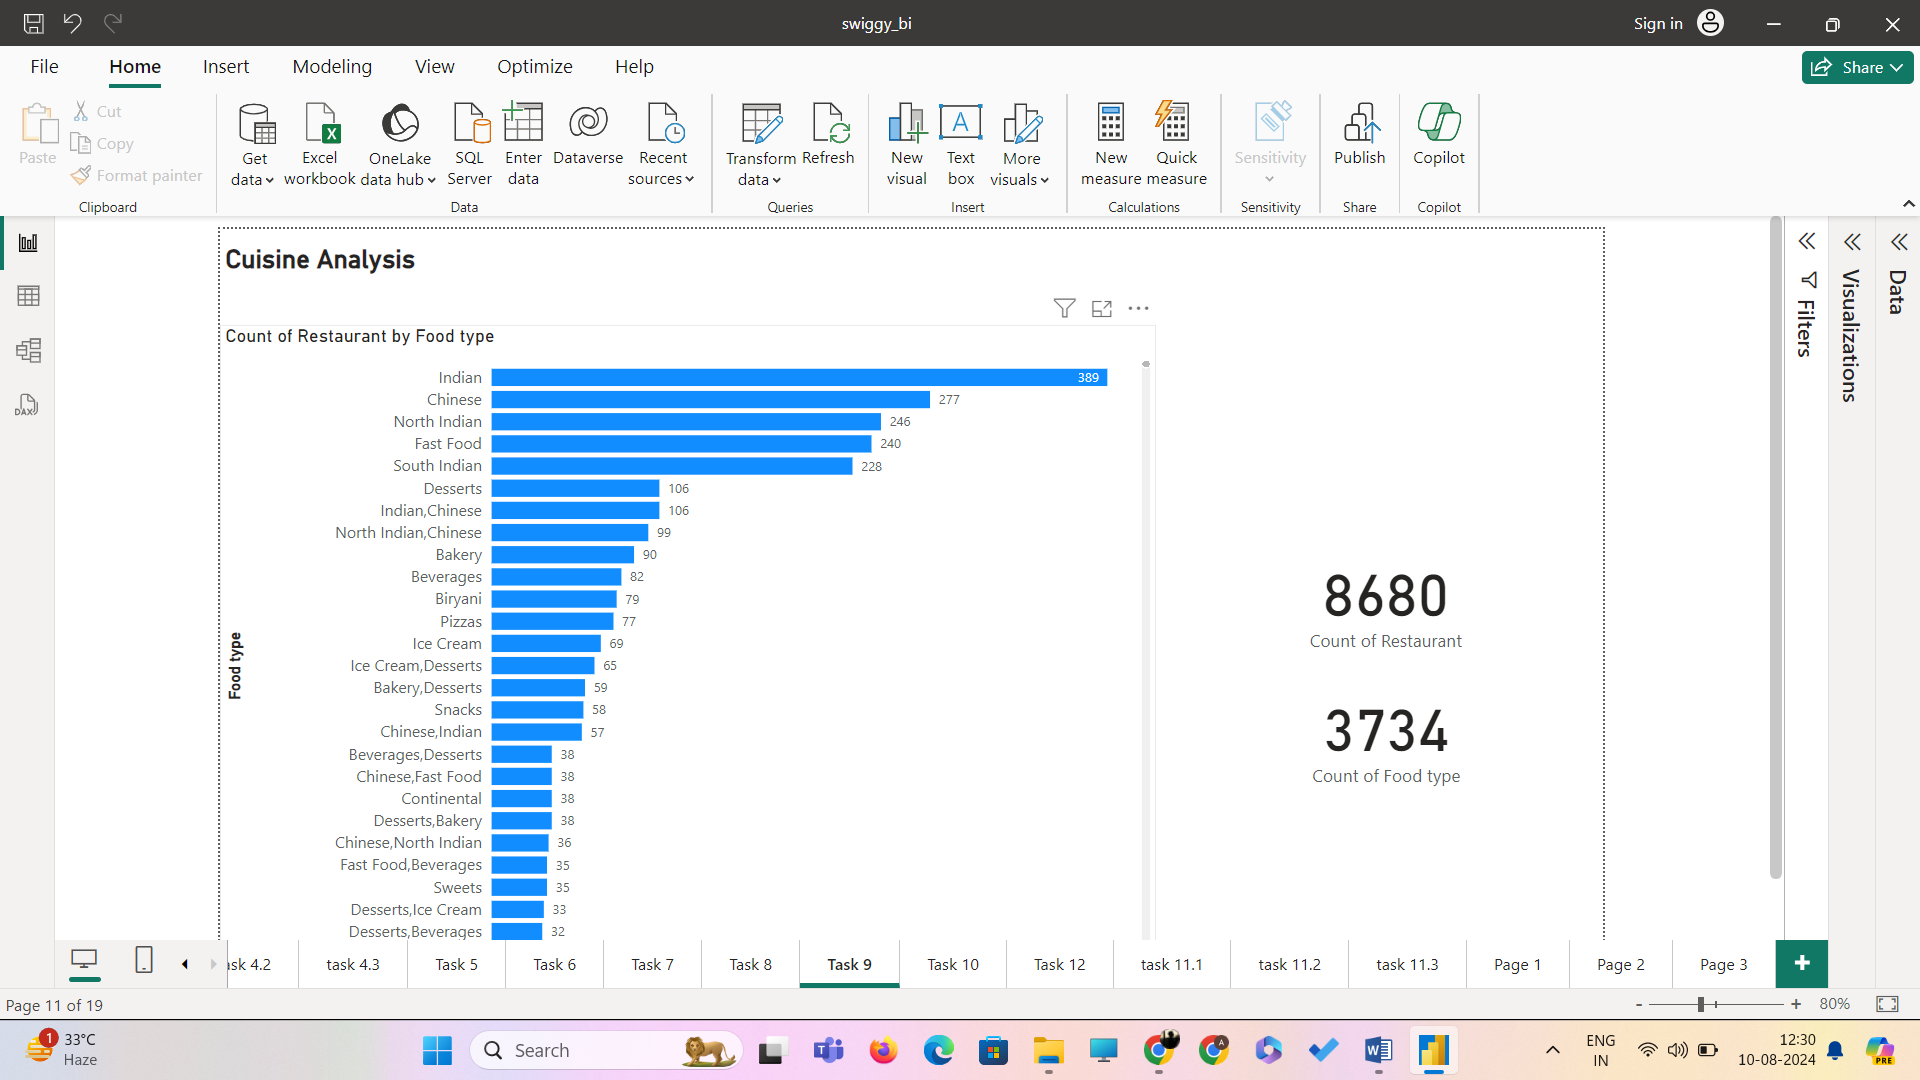 swiggy_bi
Sign in
File Home Insert Modeling View Optimize Help
Share
Paste
Cut
Copy
Format painter
Clipboard
Get data
Excel workbook
OneLake data hub
SQL Server
Enter data
Dataverse
Recent sources
Data
Transform data
Refresh
Queries
New visual
Text box
More visuals
Insert
New measure
Quick measure
Calculations
Sensitivity
Sensitivity
Publish
Share
Copilot
Copilot
DAX
Cuisine Analysis
Count of Restaurant by Food type
Food type
Indian 389
Chinese 277
North Indian 246
Fast Food 240
South Indian 228
Desserts 106
Indian,Chinese 106
North Indian,Chinese 99
Bakery 90
Beverages 82
Biryani 79
Pizzas 77
Ice Cream 69
Ice Cream,Desserts 65
Bakery,Desserts 59
Snacks 58
Chinese,Indian 57
Beverages,Desserts 38
Chinese,Fast Food 38
Continental 38
Desserts,Bakery 38
Chinese,North Indian 36
Fast Food,Beverages 35
Sweets 35
Desserts,Ice Cream 33
Desserts,Beverages 32
8680
Count of Restaurant
3734
Count of Food type
Filters
Visualizations
Data
ask 4.2 task 4.3 Task 5 Task 6 Task 7 Task 8 Task 9 Task 10 Task 12 task 11.1 task 11.2 task 11.3 Page 1 Page 2 Page 3 +
Page 11 of 19
- + 80%
1
33°C
Haze
Search
ENG
IN
12:30
10-08-2024
PRE